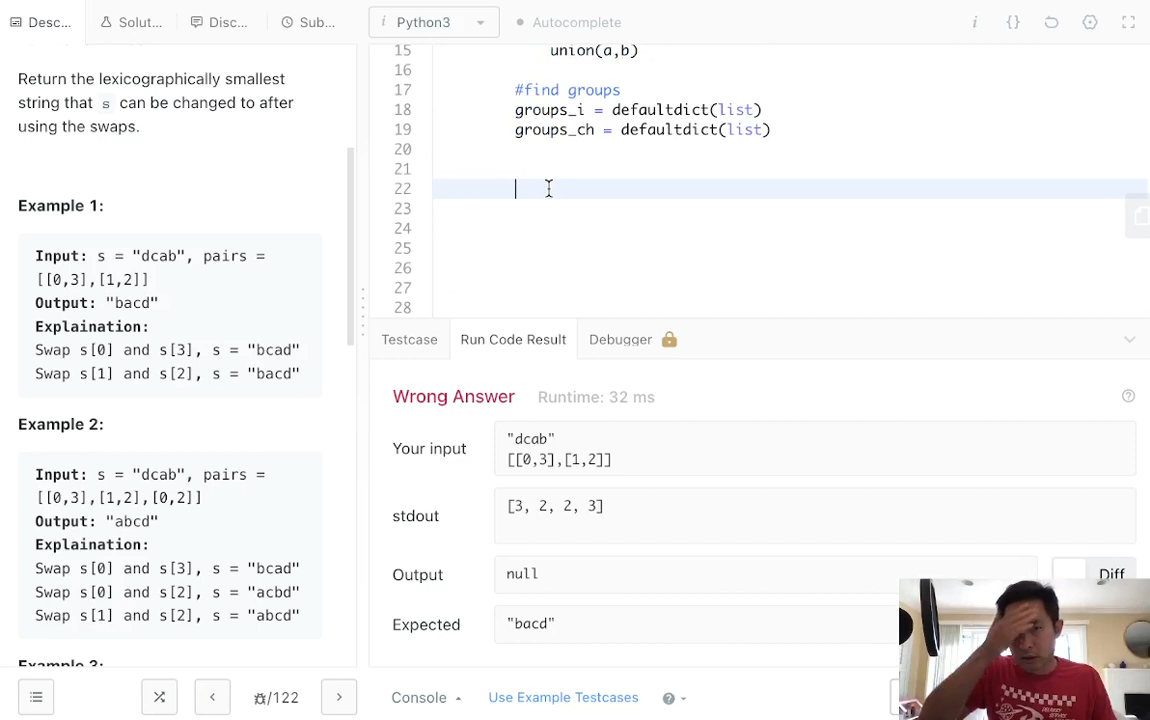 Desc... Solut... Disc... Sub...
i Python3 Autocomplete i {}
Return the lexicographically smallest
string that s can be changed to after
using the swaps.
Example 1:
Input: s = "dcab", pairs =
[[0,3],[1,2]]
Output: "bacd"
Explaination:
Swap s[0] and s[3], s = "bcad"
Swap s[1] and s[2], s = "bacd"
Example 2:
Input: s = "dcab", pairs =
[[0,3],[1,2],[0,2]]
Output: "abcd"
Explaination:
Swap s[0] and s[3], s = "bcad"
Swap s[0] and s[2], s = "acbd"
Swap s[1] and s[2], s = "abcd"
Example 3:
15 union(a,b)
16
17 #find groups
18 groups_i = defaultdict(list)
19 groups_ch = defaultdict(list)
20
21
22
23
24
25
26
27
28
Testcase Run Code Result Debugger
Wrong Answer Runtime: 32 ms
Your input
"dcab"
[[0,3],[1,2]]
stdout
[3, 2, 2, 3]
Output
null
Diff
Expected
"bacd"
/122
Console Use Example Testcases ?